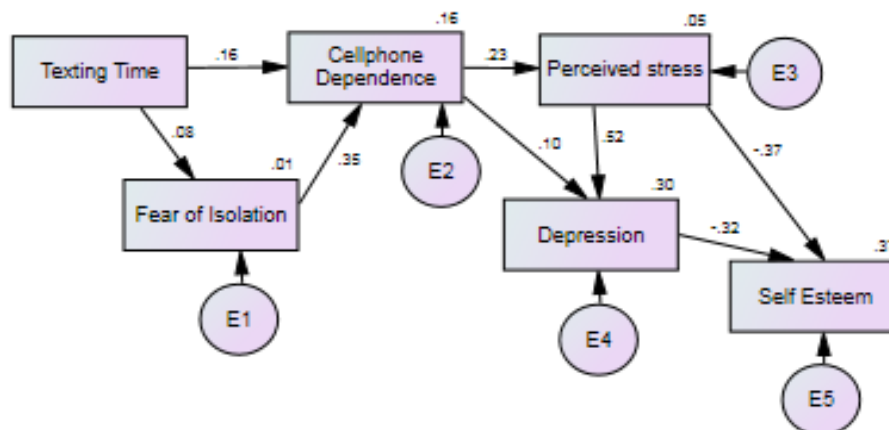 .16
.05
Texting Time
.16
Cellphone
Dependence
.23
Perceived stress
E3
.08
.01
.35
E2
.10
.52
-.37
Fear of Isolation
.30
Depression
-.32
Self Esteem
E1
E4
E5